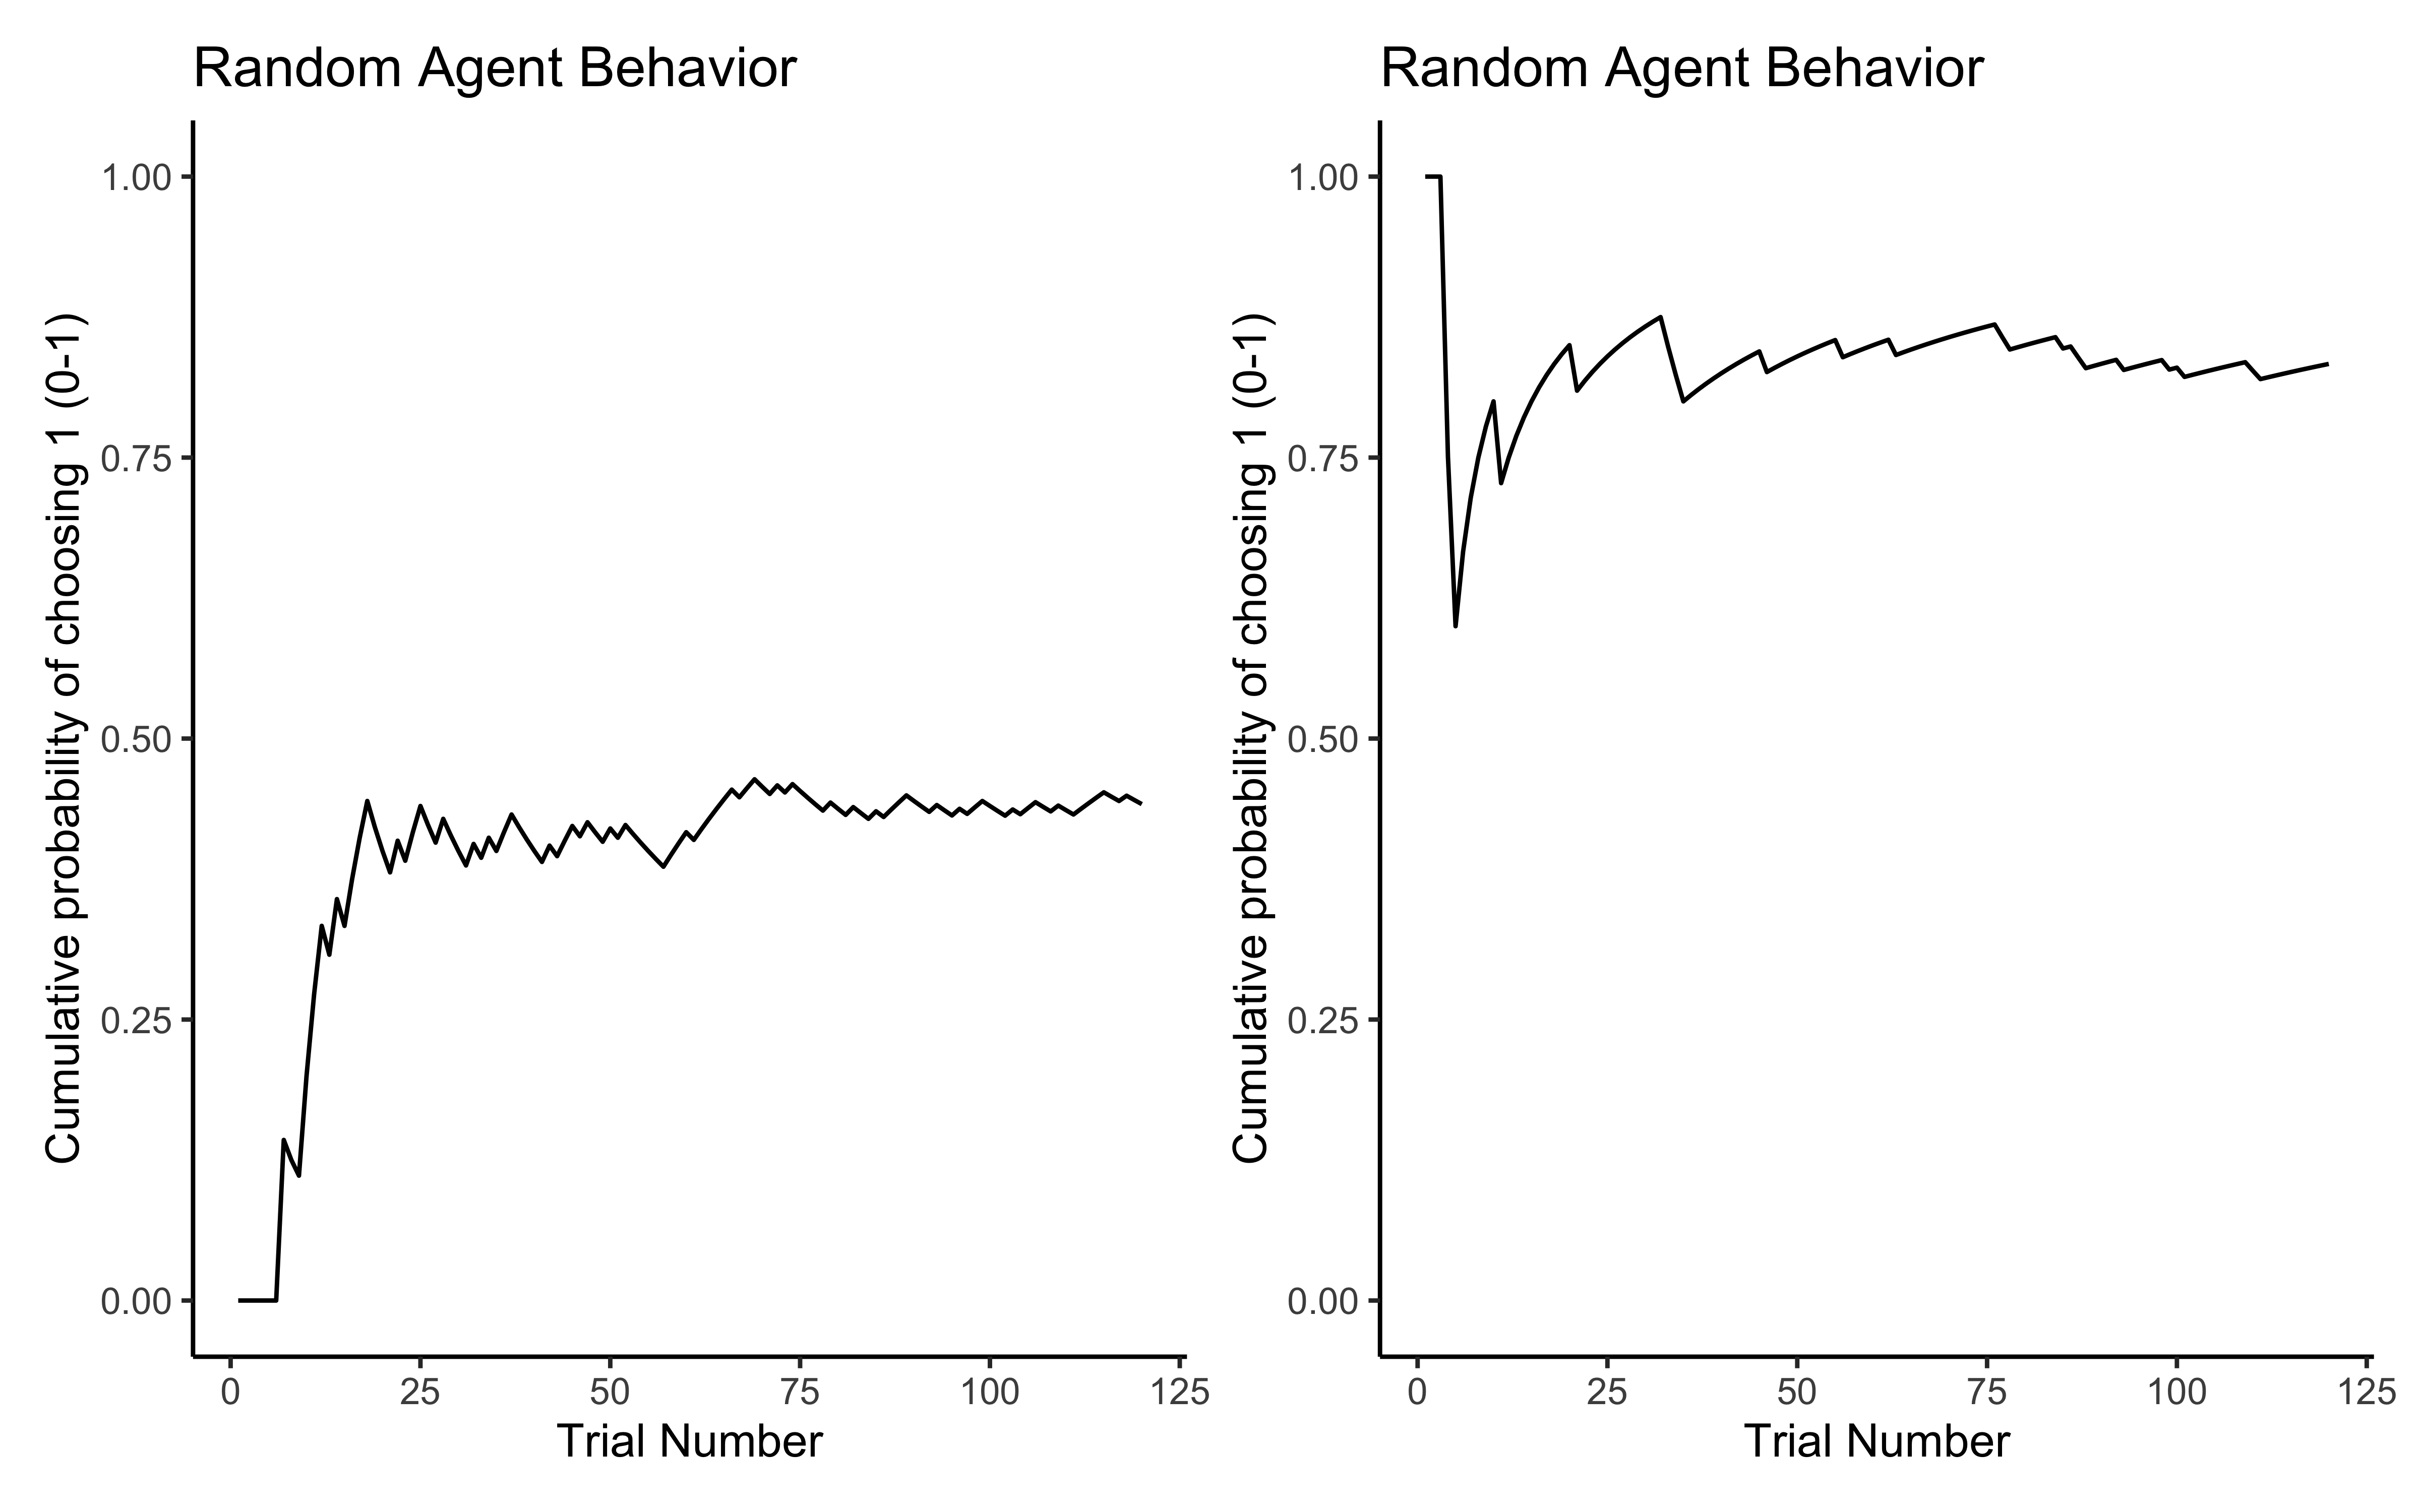 Random Agent Behavior
Cumulative probability of choosing 1 (0-1)
1.00
0.75
0.50
0.25
0.00
0 25 50 75 100 125
Trial Number
Random Agent Behavior
Cumulative probability of choosing 1 (0-1)
1.00
0.75
0.50
0.25
0.00
0 25 50 75 100 125
Trial Number